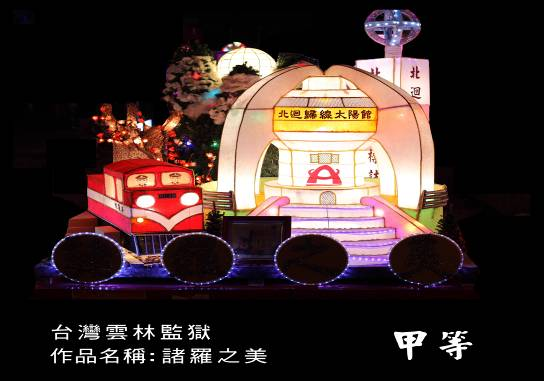 北迴
北迴歸線太陽館
台灣雲林監獄
作品名稱:諸羅之美
甲等